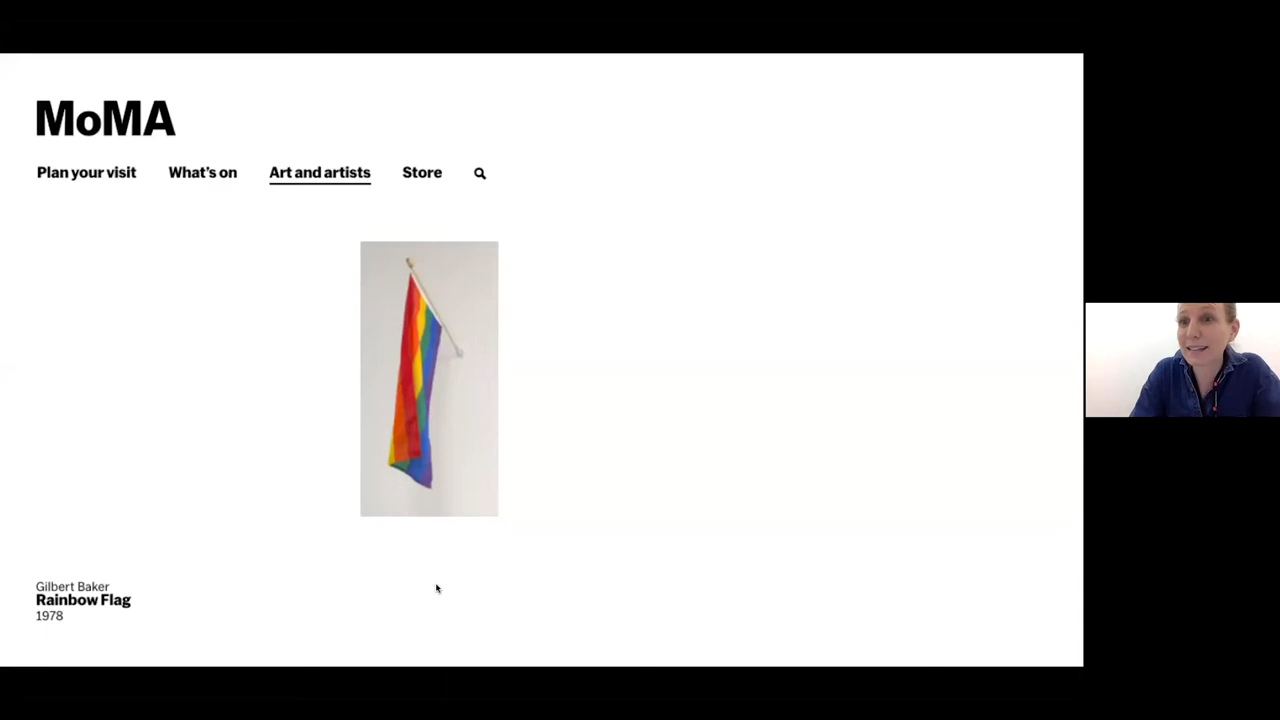 MoMA
Plan your visit What's on Art and artists Store
Gilbert Baker
Rainbow Flag
1978